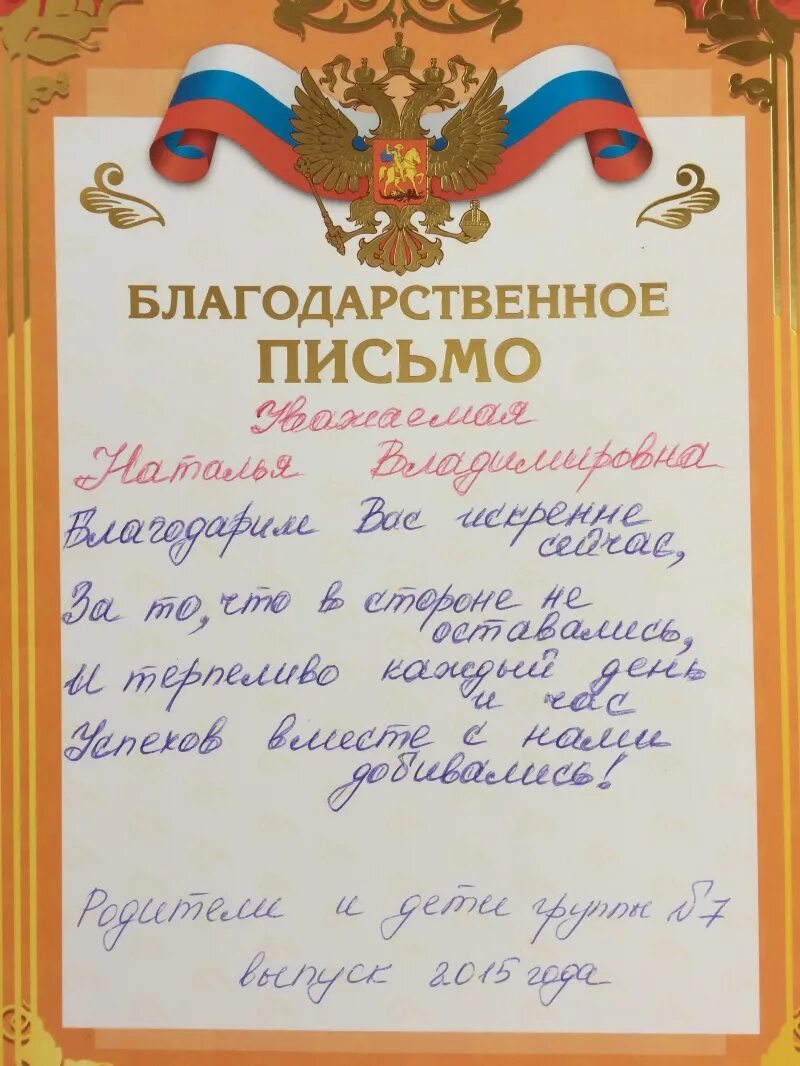 БЛАГОДАРСТВЕННОЕ
ПИСЬМО
Уважаемая
Наталья Владимировна
Благодарим Вас искренне
сейчас,
За то, что в стороне не
оставались,
И терпеливо каждый день
и час
Успехов вместе с нами
добивались!
Родители и дети группы №7
выпуск 2015 года